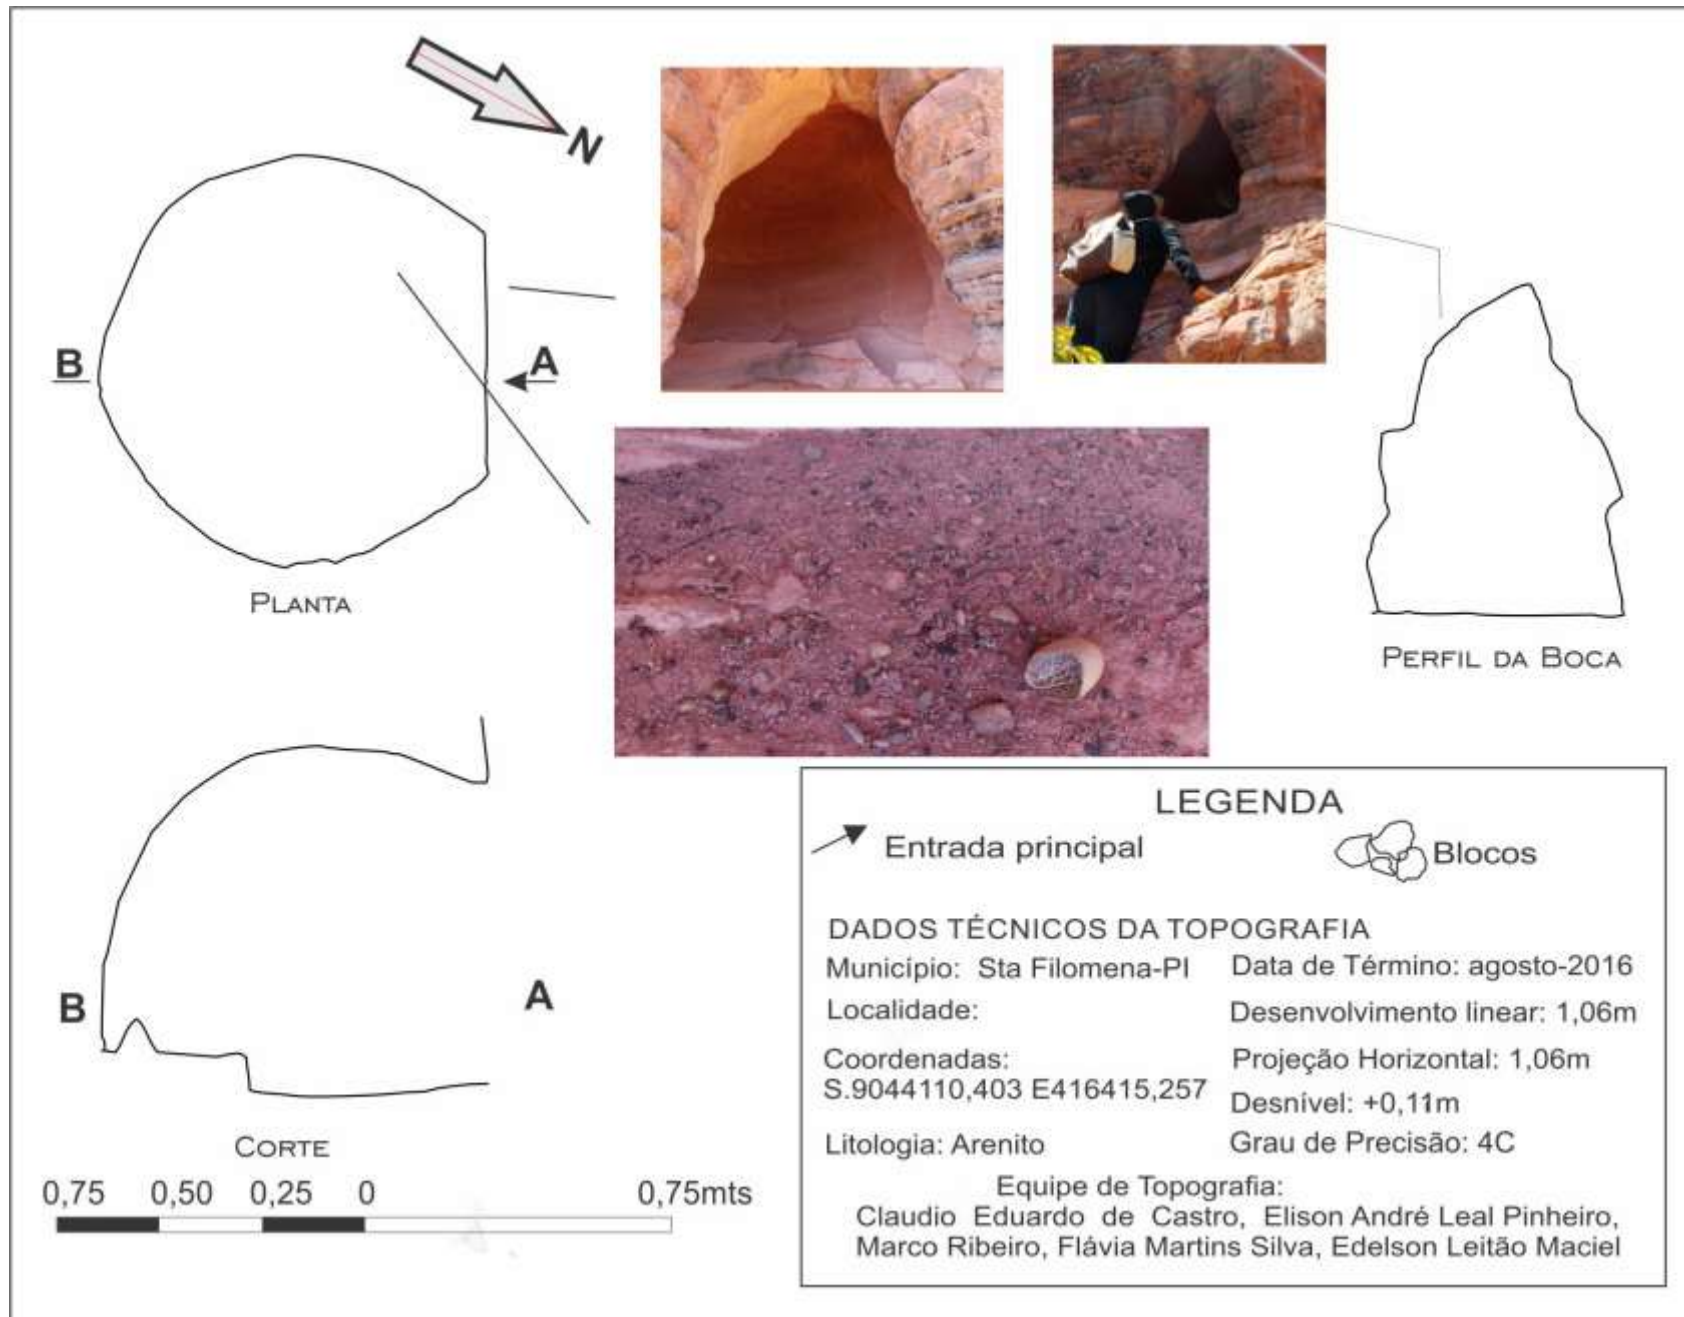 N
B
A
PLANTA
PERFIL DA BOCA
B
A
CORTE
0,75 0,50 0,25 0 0,75mts
LEGENDA
Entrada principal
Blocos
DADOS TÉCNICOS DA TOPOGRAFIA
Município: Sta Filomena-PI
Data de Término: agosto-2016
Localidade:
Desenvolvimento linear: 1,06m
Coordenadas:
S.9044110,403 E416415,257
Projeção Horizontal: 1,06m
Desnível: +0,11m
Litologia: Arenito
Grau de Precisão: 4C
Equipe de Topografia:
Claudio Eduardo de Castro, Elison André Leal Pinheiro,
Marco Ribeiro, Flávia Martins Silva, Edelson Leitão Maciel